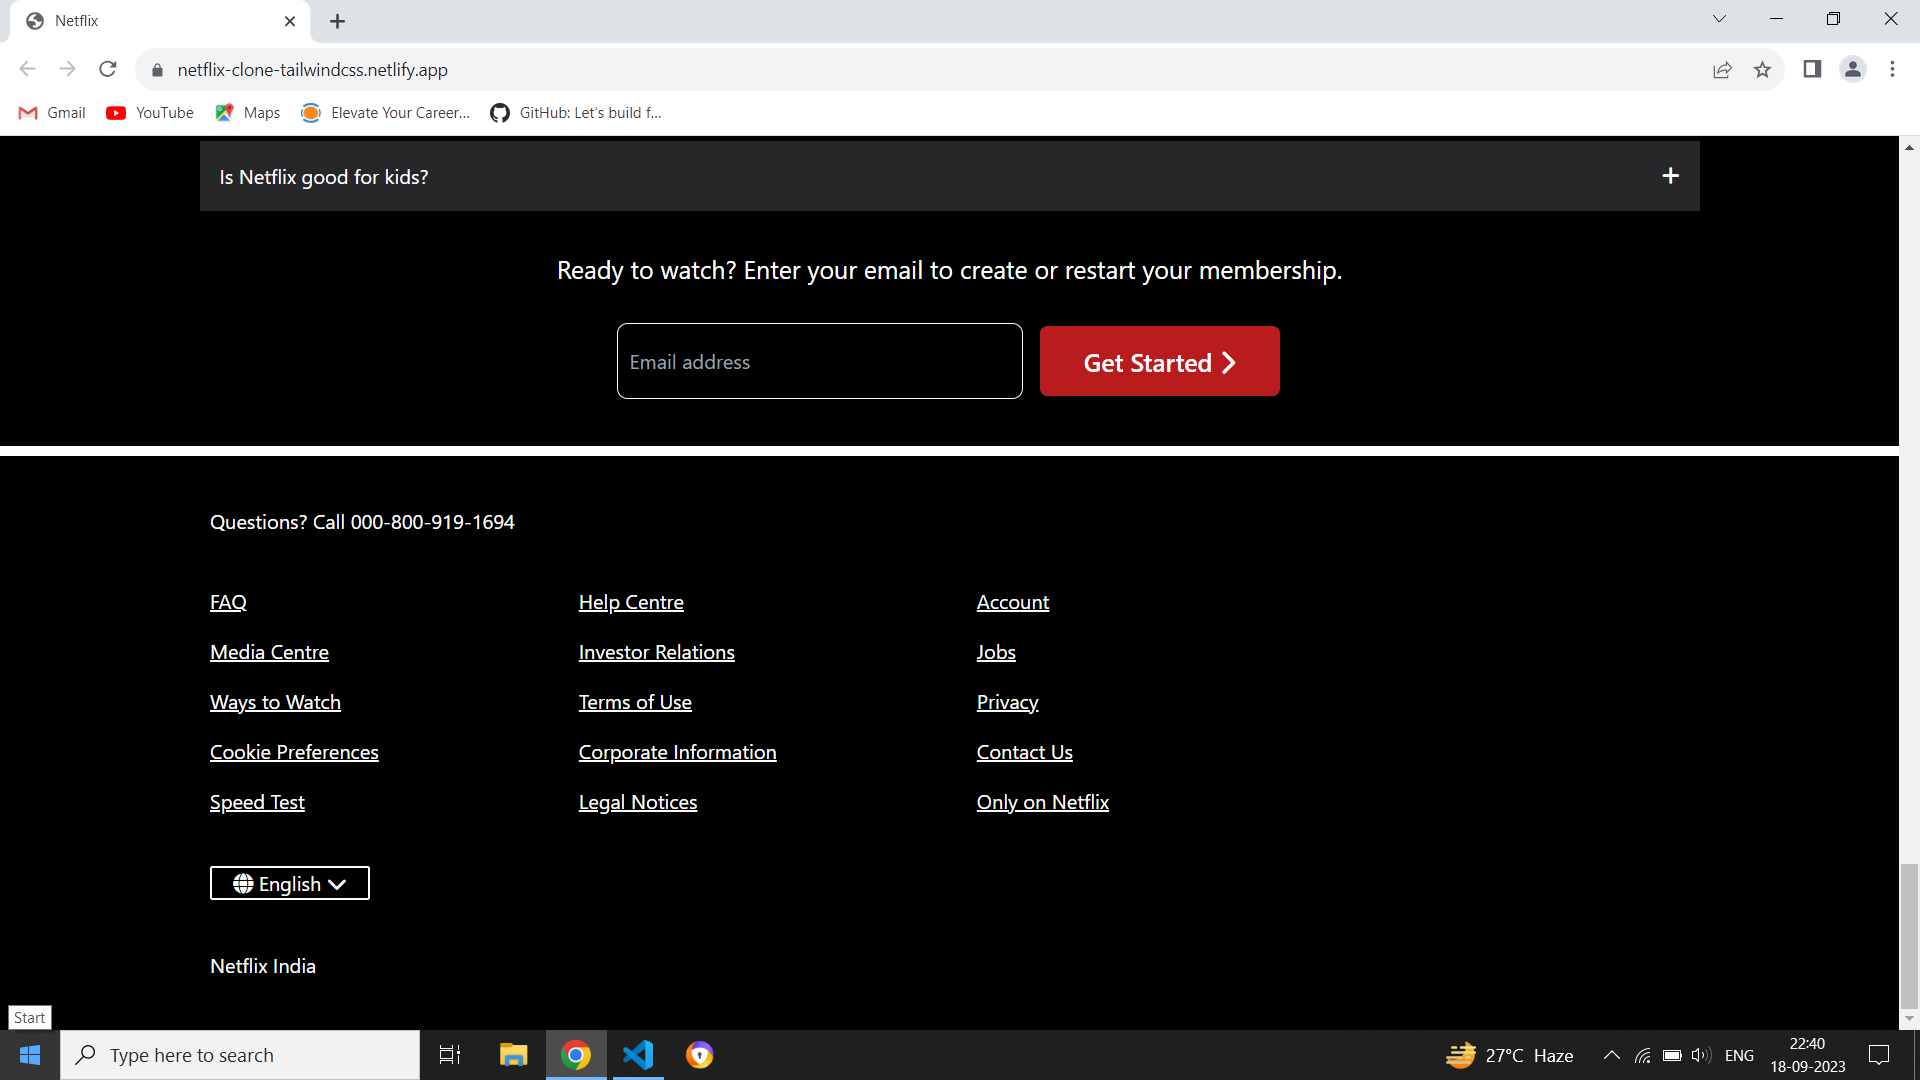 Netflix
netflix-clone-tailwindcss.netlify.app
Gmail YouTube Maps Elevate Your Career... GitHub: Let’s build f...
Is Netflix good for kids?
Ready to watch? Enter your email to create or restart your membership.
Email address Get Started
Questions? Call 000-800-919-1694
FAQ Help Centre Account
Media Centre Investor Relations Jobs
Ways to Watch Terms of Use Privacy
Cookie Preferences Corporate Information Contact Us
Speed Test Legal Notices Only on Netflix
English
Netflix India
Start
Type here to search 27°C Haze ENG 22:40
18-09-2023